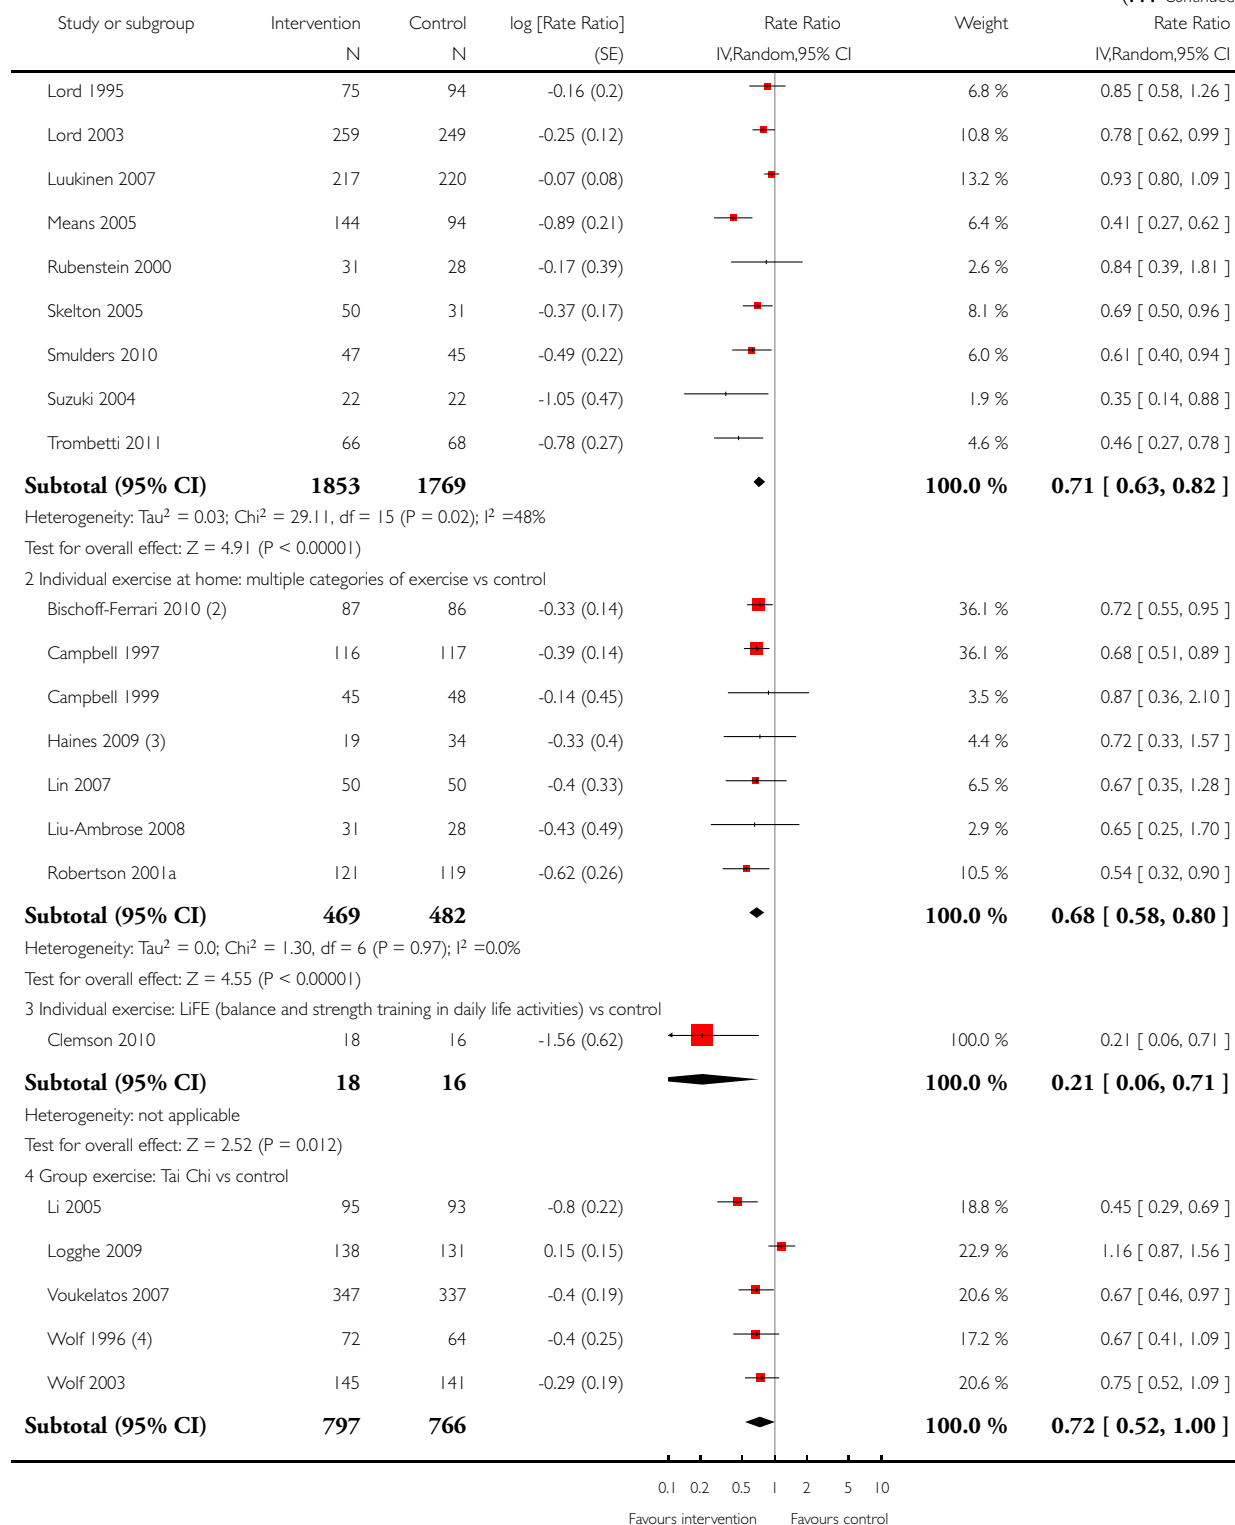 (. . . Continued
Study or subgroup Intervention Control log [Rate Ratio] Rate Ratio Weight Rate Ratio
N N (SE) IV,Random,95% CI IV,Random,95% CI
Lord 1995 75 94 -0.16 (0.2) 6.8 % 0.85 [ 0.58, 1.26 ]
Lord 2003 259 249 -0.25 (0.12) 10.8 % 0.78 [ 0.62, 0.99 ]
Luukinen 2007 217 220 -0.07 (0.08) 13.2 % 0.93 [ 0.80, 1.09 ]
Means 2005 144 94 -0.89 (0.21) 6.4 % 0.41 [ 0.27, 0.62 ]
Rubenstein 2000 31 28 -0.17 (0.39) 2.6 % 0.84 [ 0.39, 1.81 ]
Skelton 2005 50 31 -0.37 (0.17) 8.1 % 0.69 [ 0.50, 0.96 ]
Smulders 2010 47 45 -0.49 (0.22) 6.0 % 0.61 [ 0.40, 0.94 ]
Suzuki 2004 22 22 -1.05 (0.47) 1.9 % 0.35 [ 0.14, 0.88 ]
Trombetti 2011 66 68 -0.78 (0.27) 4.6 % 0.46 [ 0.27, 0.78 ]
Subtotal (95% CI) 1853 1769 100.0 % 0.71 [ 0.63, 0.82 ]
Heterogeneity: Tau² = 0.03; Chi² = 29.11, df = 15 (P = 0.02); I² =48%
Test for overall effect: Z = 4.91 (P < 0.00001)
2 Individual exercise at home: multiple categories of exercise vs control
Bischoff-Ferrari 2010 (2) 87 86 -0.33 (0.14) 36.1 % 0.72 [ 0.55, 0.95 ]
Campbell 1997 116 117 -0.39 (0.14) 36.1 % 0.68 [ 0.51, 0.89 ]
Campbell 1999 45 48 -0.14 (0.45) 3.5 % 0.87 [ 0.36, 2.10 ]
Haines 2009 (3) 19 34 -0.33 (0.4) 4.4 % 0.72 [ 0.33, 1.57 ]
Lin 2007 50 50 -0.4 (0.33) 6.5 % 0.67 [ 0.35, 1.28 ]
Liu-Ambrose 2008 31 28 -0.43 (0.49) 2.9 % 0.65 [ 0.25, 1.70 ]
Robertson 2001a 121 119 -0.62 (0.26) 10.5 % 0.54 [ 0.32, 0.90 ]
Subtotal (95% CI) 469 482 100.0 % 0.68 [ 0.58, 0.80 ]
Heterogeneity: Tau² = 0.0; Chi² = 1.30, df = 6 (P = 0.97); I² =0.0%
Test for overall effect: Z = 4.55 (P < 0.00001)
3 Individual exercise: LiFE (balance and strength training in daily life activities) vs control
Clemson 2010 18 16 -1.56 (0.62) 100.0 % 0.21 [ 0.06, 0.71 ]
Subtotal (95% CI) 18 16 100.0 % 0.21 [ 0.06, 0.71 ]
Heterogeneity: not applicable
Test for overall effect: Z = 2.52 (P = 0.012)
4 Group exercise: Tai Chi vs control
Li 2005 95 93 -0.8 (0.22) 18.8 % 0.45 [ 0.29, 0.69 ]
Logghe 2009 138 131 0.15 (0.15) 22.9 % 1.16 [ 0.87, 1.56 ]
Voukelatos 2007 347 337 -0.4 (0.19) 20.6 % 0.67 [ 0.46, 0.97 ]
Wolf 1996 (4) 72 64 -0.4 (0.25) 17.2 % 0.67 [ 0.41, 1.09 ]
Wolf 2003 145 141 -0.29 (0.19) 20.6 % 0.75 [ 0.52, 1.09 ]
Subtotal (95% CI) 797 766 100.0 % 0.72 [ 0.52, 1.00 ]
0.1 0.2 0.5 1 2 5 10
Favours intervention Favours control